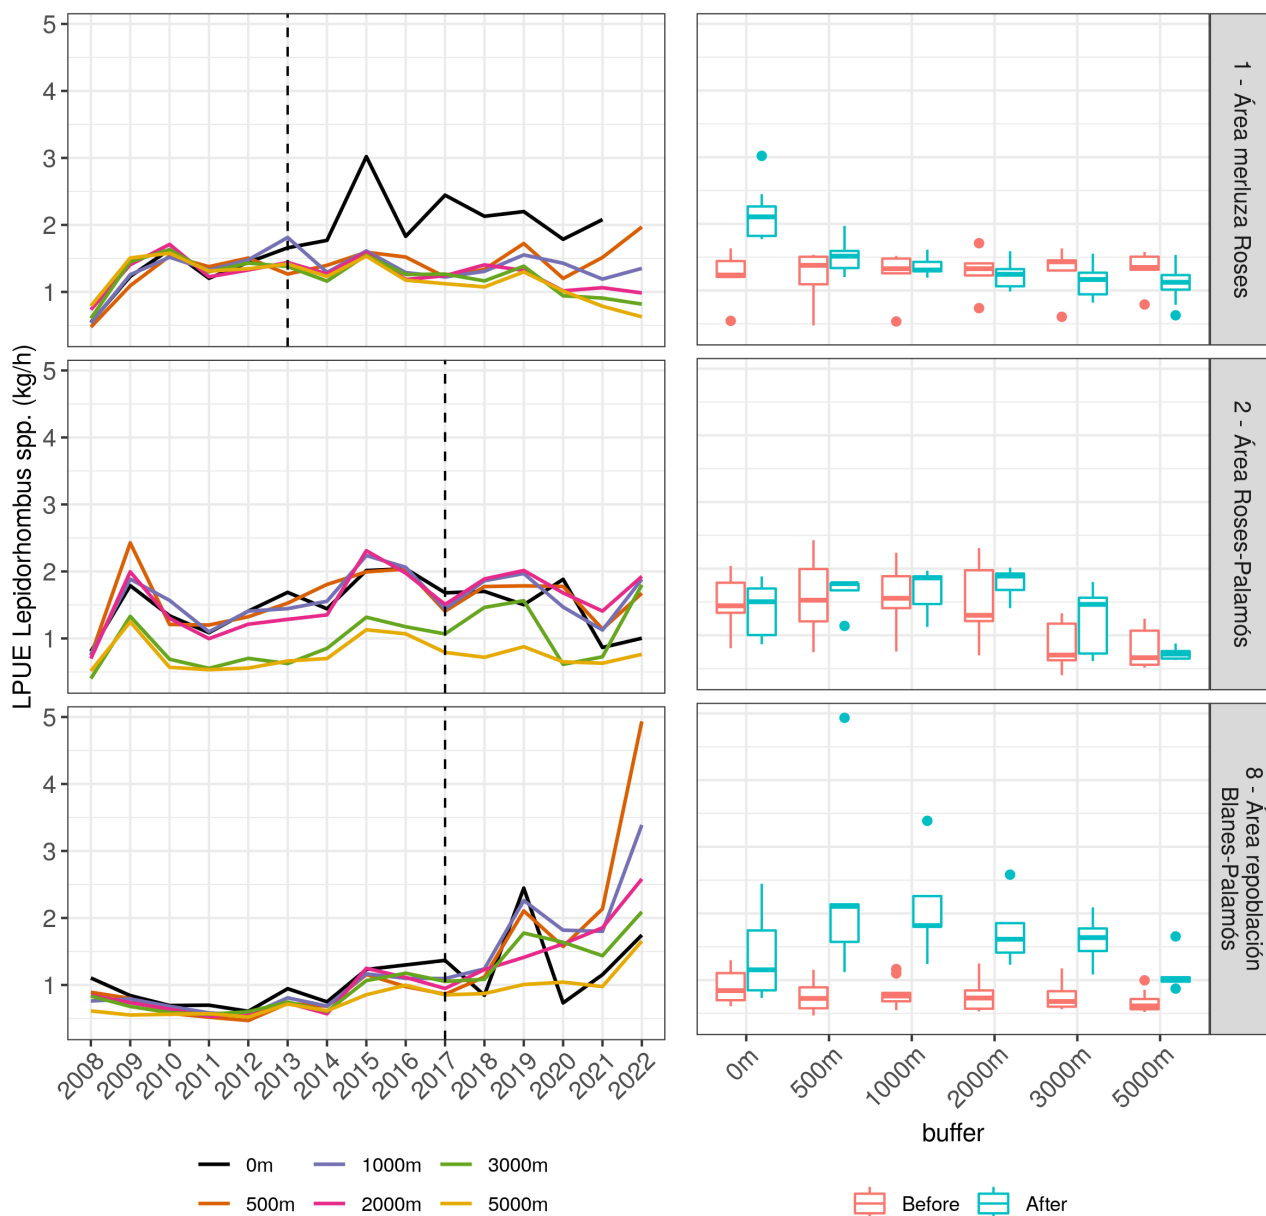 LPUE Lepidorhombus spp. (kg/h)
5
4
3
2
1
5
4
3
2
1
5
4
3
2
1
2008
2009
2010
2011
2012
2013
2014
2015
2016
2017
2018
2019
2020
2021
2022
1 - Área merluza Roses
2 - Área Roses-Palamós
8 - Área repoblación
Blanes-Palamós
0m
500m
1000m
2000m
3000m
5000m
buffer
0m
1000m
3000m
500m
2000m
5000m
Before
After